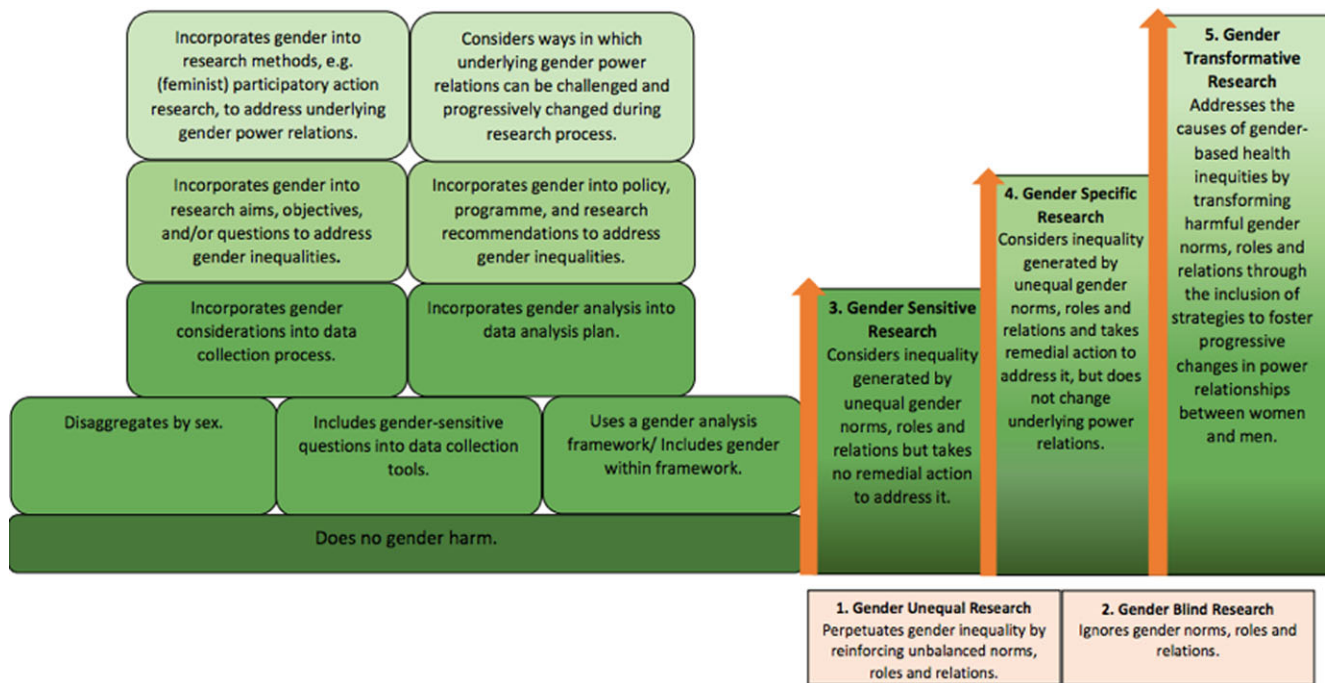 Incorporates gender into
research methods, e.g.
(feminist) participatory action
research, to address underlying
gender power relations.
Considers ways in which
underlying gender power
relations can be challenged and
progressively changed during
research process.
Incorporates gender into
research aims, objectives,
and/or questions to address
gender inequalities.
Incorporates gender into policy,
programme, and research
recommendations to address
gender inequalities.
Incorporates gender
considerations into data
collection process.
Incorporates gender analysis into
data analysis plan.
Disaggregates by sex.
Includes gender-sensitive
questions into data collection
tools.
Uses a gender analysis
framework/ Includes gender
within framework.
Does no gender harm.
3. Gender Sensitive
Research
Considers inequality
generated by
unequal gender
norms, roles and
relations but takes
no remedial action
to address it.
4. Gender Specific
Research
Considers inequality
generated by
unequal gender
norms, roles and
relations and takes
remedial action to
address it, but does
not change
underlying power
relations.
5. Gender
Transformative
Research
Addresses the
causes of gender-
based health
inequities by
transforming
harmful gender
norms, roles and
relations through
the inclusion of
strategies to foster
progressive
changes in power
relationships
between women
and men.
1. Gender Unequal Research
Perpetuates gender inequality by
reinforcing unbalanced norms,
roles and relations.
2. Gender Blind Research
Ignores gender norms, roles and
relations.